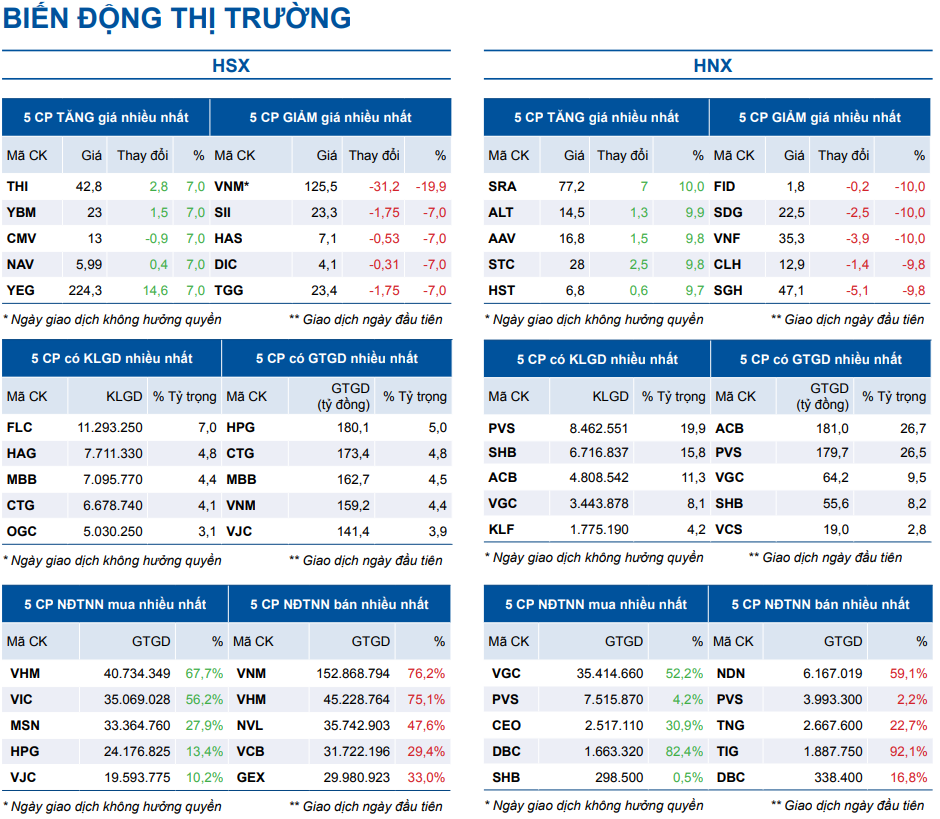 BIẾN ĐỘNG THỊ TRƯỜNG
HSX
5 CP TĂNG giá nhiều nhất 5 CP GIẢM giá nhiều nhất
Mã CK Giá Thay đổi % Mã CK Giá Thay đổi %
THI 42,8 2,8 7,0 VNM* 125,5 -31,2 -19,9
YBM 23 1,5 7,0 SII 23,3 -1,75 -7,0
CMV 13 -0,9 7,0 HAS 7,1 -0,53 -7,0
NAV 5,99 0,4 7,0 DIC 4,1 -0,31 -7,0
YEG 224,3 14,6 7,0 TGG 23,4 -1,75 -7,0
* Ngày giao dịch không hưởng quyền ** Giao dịch ngày đầu tiên
5 CP có KLGD nhiều nhất 5 CP có GTGD nhiều nhất
Mã CK KLGD % Tỷ trọng Mã CK GTGD (tỷ đồng) % Tỷ trọng
FLC 11.293.250 7,0 HPG 180,1 5,0
HAG 7.711.330 4,8 CTG 173,4 4,8
MBB 7.095.770 4,4 MBB 162,7 4,5
CTG 6.678.740 4,1 VNM 159,2 4,4
OGC 5.030.250 3,1 VJC 141,4 3,9
* Ngày giao dịch không hưởng quyền ** Giao dịch ngày đầu tiên
5 CP NĐTNN mua nhiều nhất 5 CP NĐTNN bán nhiều nhất
Mã CK GTGD % Mã CK GTGD %
VHM 40.734.349 67,7% VNM 152.868.794 76,2%
VIC 35.069.028 56,2% VHM 45.228.764 75,1%
MSN 33.364.760 27,9% NVL 35.742.903 47,6%
HPG 24.176.825 13,4% VCB 31.722.196 29,4%
VJC 19.593.775 10,2% GEX 29.980.923 33,0%
* Ngày giao dịch không hưởng quyền ** Giao dịch ngày đầu tiên
HNX
5 CP TĂNG giá nhiều nhất 5 CP GIẢM giá nhiều nhất
Mã CK Giá Thay đổi % Mã CK Giá Thay đổi %
SRA 77,2 7 10,0 FID 1,8 -0,2 -10,0
ALT 14,5 1,3 9,9 SDG 22,5 -2,5 -10,0
AAV 16,8 1,5 9,8 VNF 35,3 -3,9 -10,0
STC 28 2,5 9,8 CLH 12,9 -1,4 -9,8
HST 6,8 0,6 9,7 SGH 47,1 -5,1 -9,8
* Ngày giao dịch không hưởng quyền ** Giao dịch ngày đầu tiên
5 CP có KLGD nhiều nhất 5 CP có GTGD nhiều nhất
Mã CK KLGD % Tỷ trọng Mã CK GTGD (tỷ đồng) % Tỷ trọng
PVS 8.462.551 19,9 ACB 181,0 26,7
SHB 6.716.837 15,8 PVS 179,7 26,5
ACB 4.808.542 11,3 VGC 64,2 9,5
VGC 3.443.878 8,1 SHB 55,6 8,2
KLF 1.775.190 4,2 VCS 19,0 2,8
* Ngày giao dịch không hưởng quyền ** Giao dịch ngày đầu tiên
5 CP NĐTNN mua nhiều nhất 5 CP NĐTNN bán nhiều nhất
Mã CK GTGD % Mã CK GTGD %
VGC 35.414.660 52,2% NDN 6.167.019 59,1%
PVS 7.515.870 4,2% PVS 3.993.300 2,2%
CEO 2.517.110 30,9% TNG 2.667.600 22,7%
DBC 1.663.320 82,4% TIG 1.887.750 92,1%
SHB 298.500 0,5% DBC 338.400 16,8%
* Ngày giao dịch không hưởng quyền ** Giao dịch ngày đầu tiên